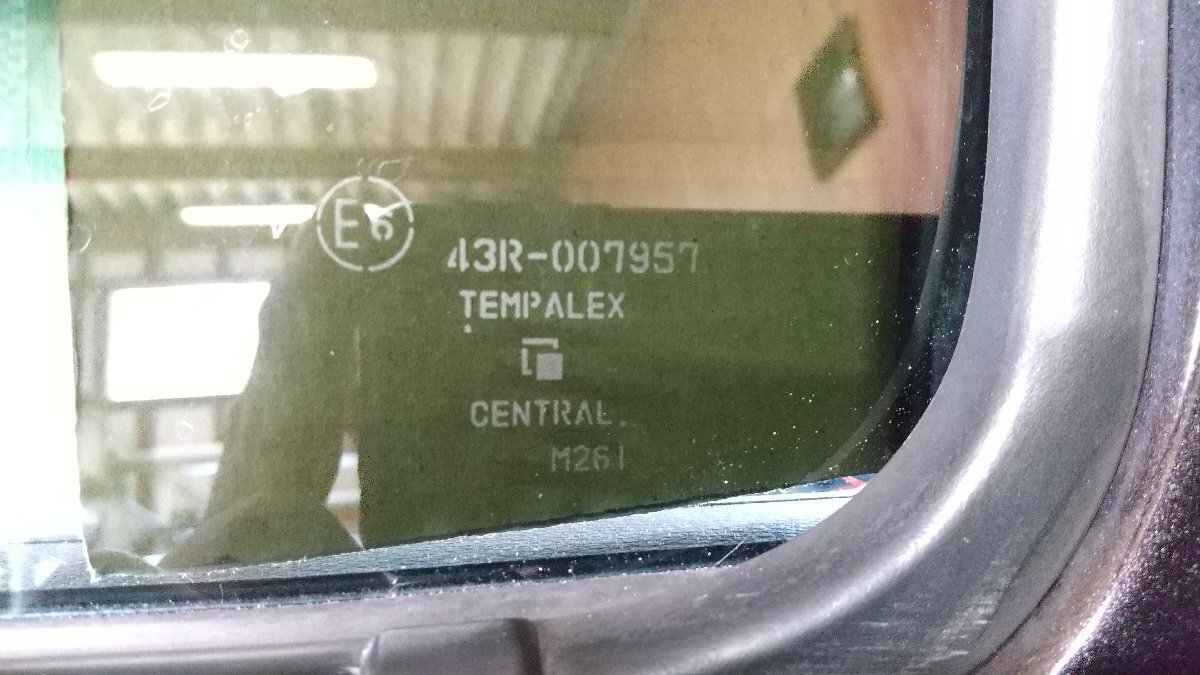 E6
43R-007957
TEMPALEX
CENTRAL
M261